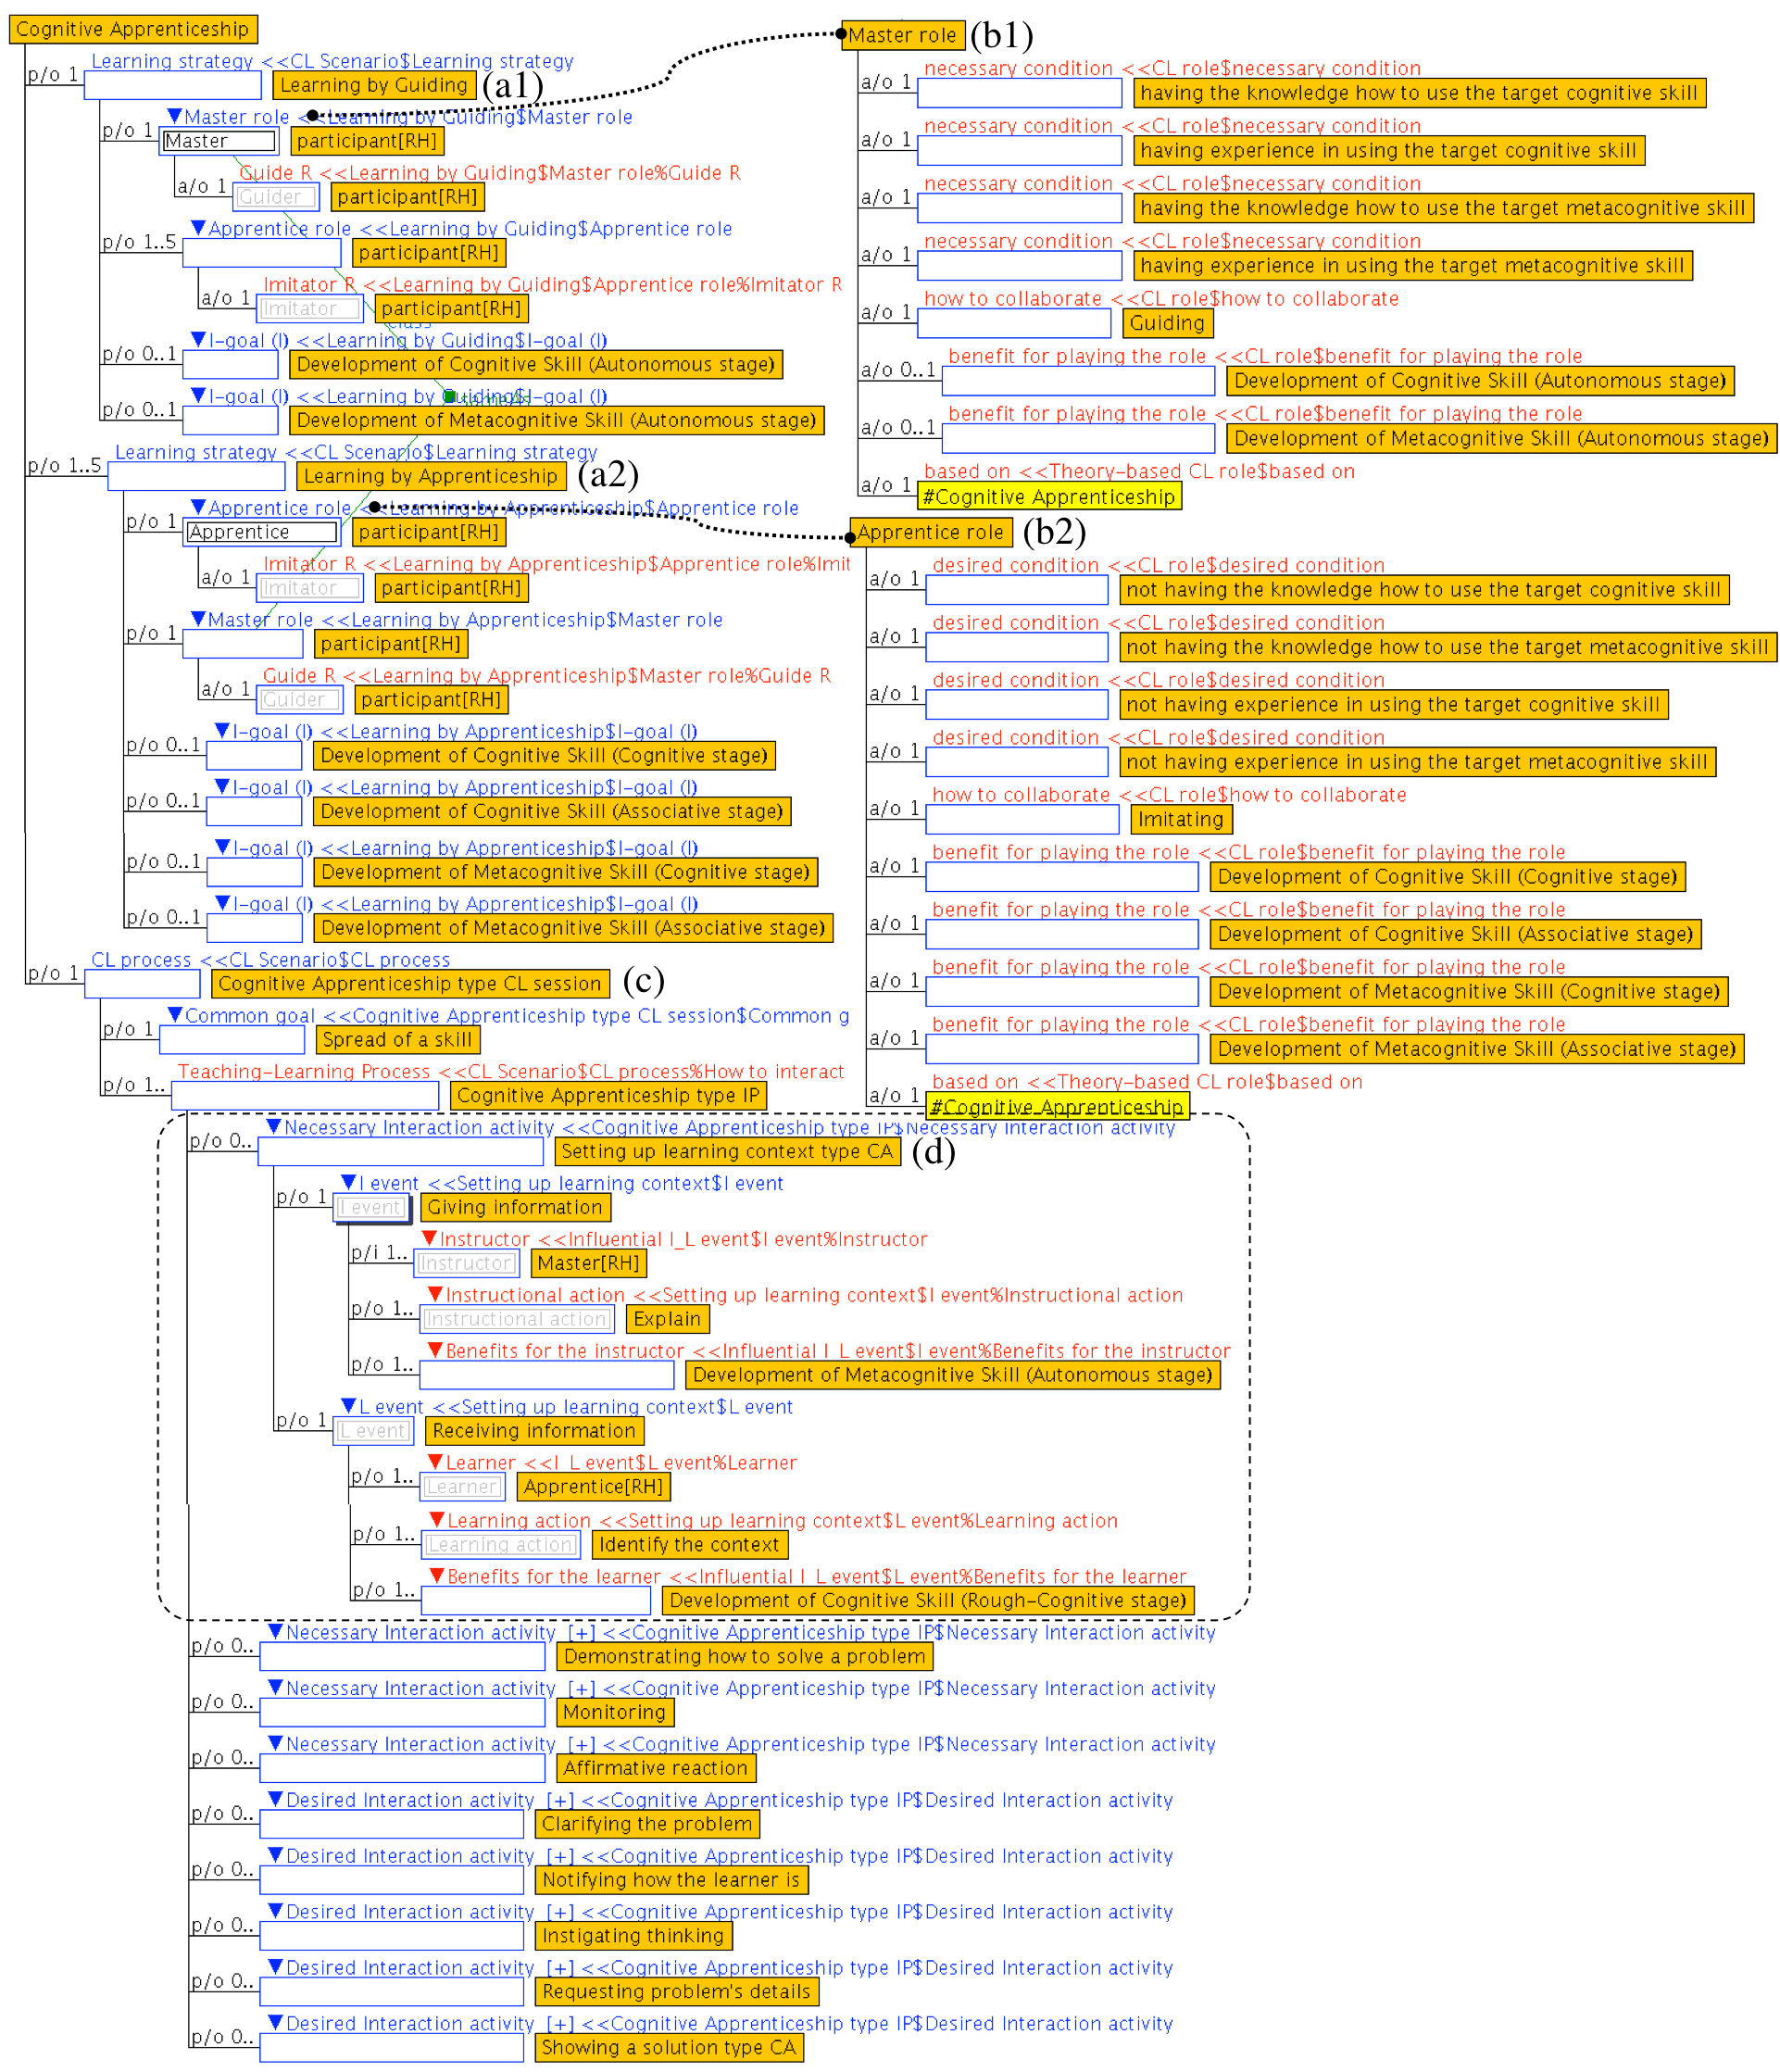 Cognitive Apprenticeship
Learning strategy <<CL Scenario$Learning strategy
p/o 1 Learning by Guiding (a1)
▼Master role <<Learning by Guiding$Master role
p/o 1 Master participant[RH]
Guide R <<Learning by Guiding$Master role%Guide R
a/o 1 Guider participant[RH]
▼Apprentice role <<Learning by Guiding$Apprentice role
p/o 1..5 participant[RH]
Imitator R <<Learning by Guiding$Apprentice role%Imitator R
a/o 1 Imitator participant[RH]
class
▼I-goal (I) <<Learning by Guiding$I-goal (I)
p/o 0..1 Development of Cognitive Skill (Autonomous stage)
▼I-goal (I) <<Learning by Guiding$I-goal (I)
p/o 0..1 Development of Metacognitive Skill (Autonomous stage)
Learning strategy <<CL Scenario$Learning strategy
p/o 1..5 Learning by Apprenticeship (a2)
▼Apprentice role <<Learning by Apprenticeship$Apprentice role
p/o 1 Apprentice participant[RH]
Imitator R <<Learning by Apprenticeship$Apprentice role%Imit
a/o 1 Imitator participant[RH]
▼Master role <<Learning by Apprenticeship$Master role
p/o 1 participant[RH]
Guide R <<Learning by Apprenticeship$Master role%Guide R
a/o 1 Guider participant[RH]
▼I-goal (I) <<Learning by Apprenticeship$I-goal (I)
p/o 0..1 Development of Cognitive Skill (Cognitive stage)
▼I-goal (I) <<Learning by Apprenticeship$I-goal (I)
p/o 0..1 Development of Cognitive Skill (Associative stage)
▼I-goal (I) <<Learning by Apprenticeship$I-goal (I)
p/o 0..1 Development of Metacognitive Skill (Cognitive stage)
▼I-goal (I) <<Learning by Apprenticeship$I-goal (I)
p/o 0..1 Development of Metacognitive Skill (Associative stage)
CL process <<CL Scenario$CL process
p/o 1 Cognitive Apprenticeship type CL session (c)
▼Common goal <<Cognitive Apprenticeship type CL session$Common g
p/o 1 Spread of a skill
Teaching-Learning Process <<CL Scenario$CL process%How to interact
p/o 1.. Cognitive Apprenticeship type IP
▼Necessary Interaction activity <<Cognitive Apprenticeship type IP$Necessary Interaction activity
p/o 0.. Setting up learning context type CA (d)
▼I event <<Setting up learning context$I event
p/o 1 I event Giving information
▼Instructor <<Influential I_L event$I event%Instructor
p/i 1.. Instructor Master[RH]
▼Instructional action <<Setting up learning context$I event%Instructional action
p/o 1.. Instructional action Explain
▼Benefits for the instructor <<Influential I_L event$I event%Benefits for the instructor
p/o 1.. Development of Metacognitive Skill (Autonomous stage)
▼L event <<Setting up learning context$L event
p/o 1 L event Receiving information
▼Learner <<I_L event$L event%Learner
p/o 1.. Learner Apprentice[RH]
▼Learning action <<Setting up learning context$L event%Learning action
p/o 1.. Learning action Identify the context
▼Benefits for the learner <<Influential I_L event$L event%Benefits for the learner
p/o 1.. Development of Cognitive Skill (Rough-Cognitive stage)
▼Necessary Interaction activity [+] <<Cognitive Apprenticeship type IP$Necessary Interaction activity
p/o 0.. Demonstrating how to solve a problem
▼Necessary Interaction activity [+] <<Cognitive Apprenticeship type IP$Necessary Interaction activity
p/o 0.. Monitoring
▼Necessary Interaction activity [+] <<Cognitive Apprenticeship type IP$Necessary Interaction activity
p/o 0.. Affirmative reaction
▼Desired Interaction activity [+] <<Cognitive Apprenticeship type IP$Desired Interaction activity
p/o 0.. Clarifying the problem
▼Desired Interaction activity [+] <<Cognitive Apprenticeship type IP$Desired Interaction activity
p/o 0.. Notifying how the learner is
▼Desired Interaction activity [+] <<Cognitive Apprenticeship type IP$Desired Interaction activity
p/o 0.. Instigating thinking
▼Desired Interaction activity [+] <<Cognitive Apprenticeship type IP$Desired Interaction activity
p/o 0.. Requesting problem's details
▼Desired Interaction activity [+] <<Cognitive Apprenticeship type IP$Desired Interaction activity
p/o 0.. Showing a solution type CA
Master role (b1)
necessary condition <<CL role$necessary condition
a/o 1 having the knowledge how to use the target cognitive skill
necessary condition <<CL role$necessary condition
a/o 1 having experience in using the target cognitive skill
necessary condition <<CL role$necessary condition
a/o 1 having the knowledge how to use the target metacognitive skill
necessary condition <<CL role$necessary condition
a/o 1 having experience in using the target metacognitive skill
how to collaborate <<CL role$how to collaborate
a/o 1 Guiding
benefit for playing the role <<CL role$benefit for playing the role
a/o 0..1 Development of Cognitive Skill (Autonomous stage)
benefit for playing the role <<CL role$benefit for playing the role
a/o 0..1 Development of Metacognitive Skill (Autonomous stage)
based on <<Theory-based CL role$based on
a/o 1 #Cognitive Apprenticeship
Apprentice role (b2)
desired condition <<CL role$desired condition
a/o 1 not having the knowledge how to use the target cognitive skill
desired condition <<CL role$desired condition
a/o 1 not having the knowledge how to use the target metacognitive skill
desired condition <<CL role$desired condition
a/o 1 not having experience in using the target cognitive skill
desired condition <<CL role$desired condition
a/o 1 not having experience in using the target metacognitive skill
how to collaborate <<CL role$how to collaborate
a/o 1 Imitating
benefit for playing the role <<CL role$benefit for playing the role
a/o 1 Development of Cognitive Skill (Cognitive stage)
benefit for playing the role <<CL role$benefit for playing the role
a/o 1 Development of Cognitive Skill (Associative stage)
benefit for playing the role <<CL role$benefit for playing the role
a/o 1 Development of Metacognitive Skill (Cognitive stage)
benefit for playing the role <<CL role$benefit for playing the role
a/o 1 Development of Metacognitive Skill (Associative stage)
based on <<Theory-based CL role$based on
a/o 1 #Cognitive Apprenticeship